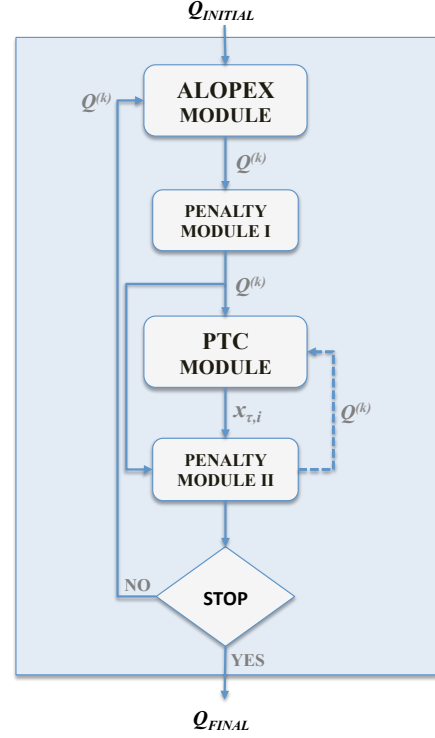 Q_INITIAL
ALOPEX
MODULE
Q^(k)
Q^(k)
PENALTY
MODULE I
Q^(k)
PTC
MODULE
x_τ,i
Q^(k)
PENALTY
MODULE II
STOP
NO
YES
Q_FINAL